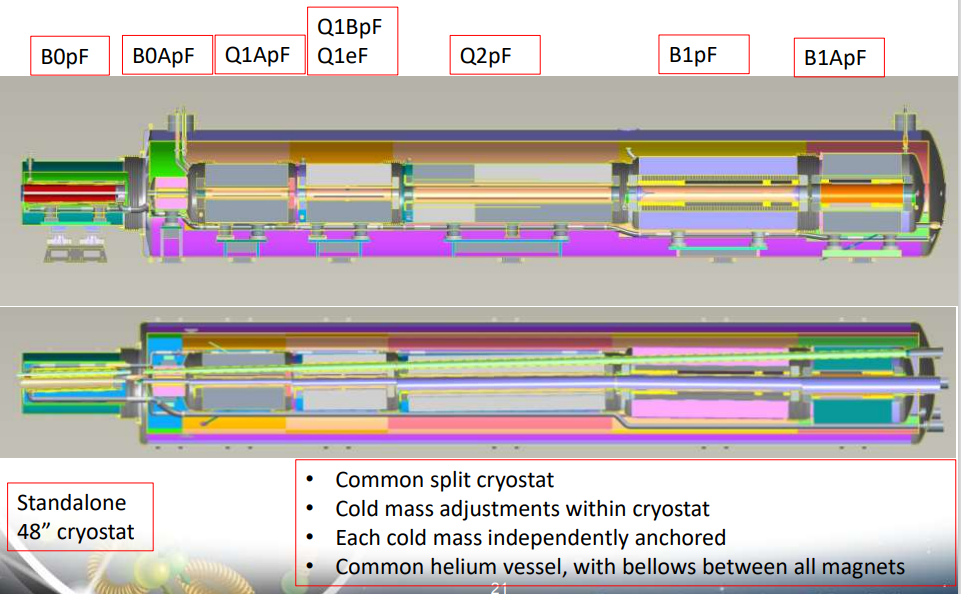 B0pF
B0ApF
Q1ApF
Q1BpF
Q1eF
Q2pF
B1pF
B1ApF
Standalone
48” cryostat
• Common split cryostat
• Cold mass adjustments within cryostat
• Each cold mass independently anchored
• Common helium vessel, with bellows between all magnets
21